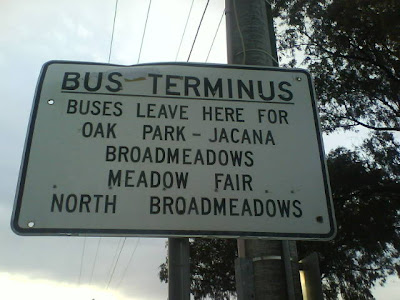 BUS TERMINUS
BUSES LEAVE HERE FOR
OAK PARK - JACANA
BROADMEADOWS
MEADOW FAIR
NORTH BROADMEADOWS